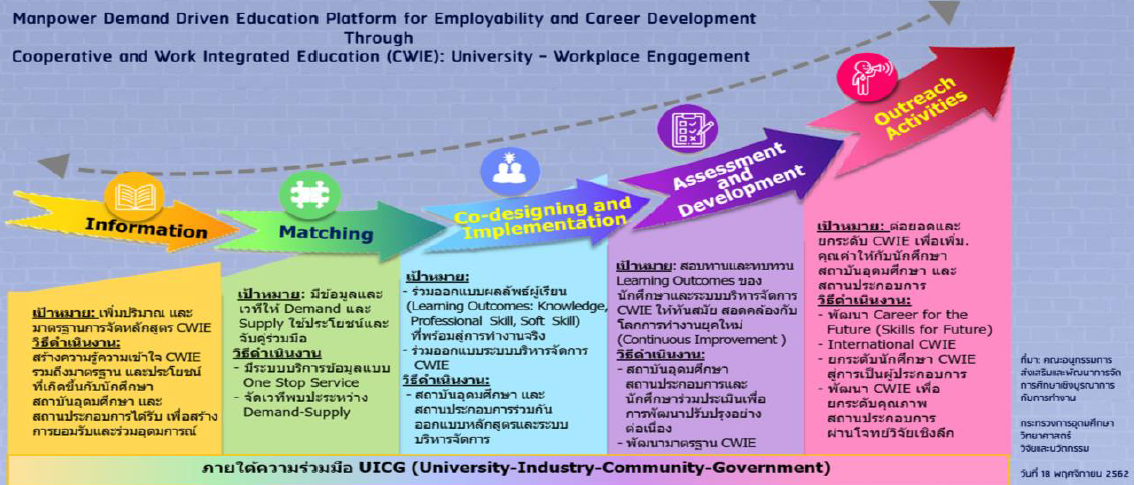 Manpower Demand Driven Education Platform for Employability and Career Development
Through
Cooperative and Work Integrated Education (CWIE): University – Workplace Engagement
Information
Matching
Co-designing and
Implementation
Assessment
and
Development
Outreach
Activities
เป้าหมาย: เพิ่มปริมาณ และ
มาตรฐานการจัดหลักสูตร CWIE
วิธีดำเนินงาน:
สร้างความรู้ความเข้าใจ CWIE
รวมถึงมาตรฐาน และประโยชน์
ที่เกิดขึ้นกับนักศึกษา
สถาบันอุดมศึกษา และ
สถานประกอบการได้รับ เพื่อสร้าง
การยอมรับและร่วมอุดมการณ์
เป้าหมาย: มีข้อมูลและ
เวทีให้ Demand และ
Supply ใช้ประโยชน์และ
จับคู่ร่วมมือ
วิธีดำเนินงาน
- มีระบบบริการข้อมูลแบบ
One Stop Service
- จัดเวทีพบปะระหว่าง
Demand-Supply
เป้าหมาย:
- ร่วมออกแบบผลลัพธ์ผู้เรียน
(Learning Outcomes: Knowledge,
Professional Skill, Soft Skill)
ที่พร้อมสู่การทำงานจริง
- ร่วมออกแบบระบบบริหารจัดการ
CWIE
วิธีดำเนินงาน:
- สถาบันอุดมศึกษา และ
สถานประกอบการร่วมกัน
ออกแบบหลักสูตรและระบบ
บริหารจัดการ
เป้าหมาย: สอบทานและทบทวน
Learning Outcomes ของ
นักศึกษาและระบบบริหารจัดการ
CWIE ให้ทันสมัย สอดคล้องกับ
โลกการทำงานยุคใหม่
(Continuous Improvement )
วิธีดำเนินงาน:
- สถาบันอุดมศึกษา
สถานประกอบการและ
นักศึกษาร่วมประเมินเพื่อ
การพัฒนาปรับปรุงอย่าง
ต่อเนื่อง
- พัฒนามาตรฐาน CWIE
เป้าหมาย: ต่อยอดและ
ยกระดับ CWIE เพื่อเพิ่ม.
คุณค่าให้กับนักศึกษา
สถาบันอุดมศึกษา และ
สถานประกอบการ
วิธีดำเนินงาน:
- พัฒนา Career for the
Future (Skills for Future)
- International CWIE
- ยกระดับนักศึกษา CWIE
สู่การเป็นผู้ประกอบการ
- พัฒนา CWIE เพื่อ
ยกระดับคุณภาพ
สถานประกอบการ
ผ่านโจทย์วิจัยเชิงลึก
ที่มา: คณะอนุกรรมการ
ส่งเสริมและพัฒนาการจัด
การศึกษาเชิงบูรณาการ
กับการทำงาน
กระทรวงการอุดมศึกษา
วิทยาศาสตร์
วิจัยและนวัตกรรม
วันที่ 18 พฤศจิกายน 2562
ภายใต้ความร่วมมือ UICG (University-Industry-Community-Government)